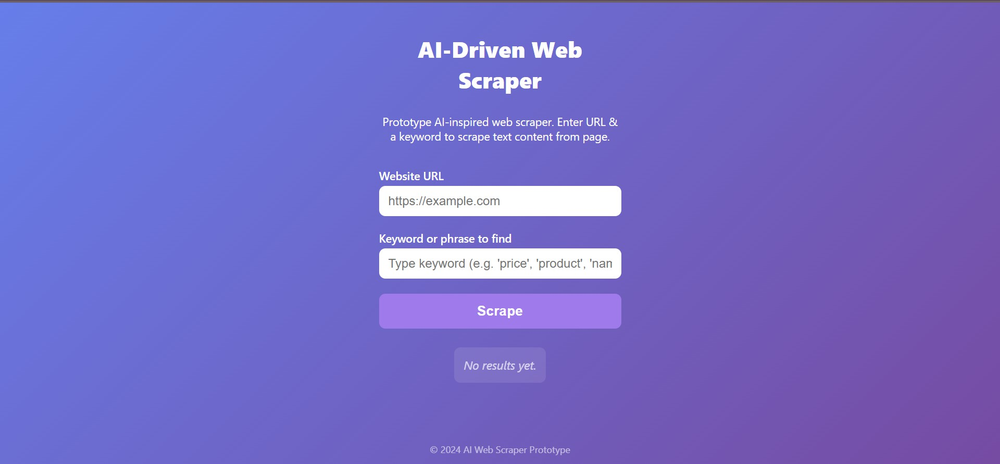 AI-Driven Web
Scraper
Prototype AI-inspired web scraper. Enter URL &
a keyword to scrape text content from page.
Website URL
https://example.com
Keyword or phrase to find
Type keyword (e.g. 'price', 'product', 'nan
Scrape
No results yet.
© 2024 AI Web Scraper Prototype